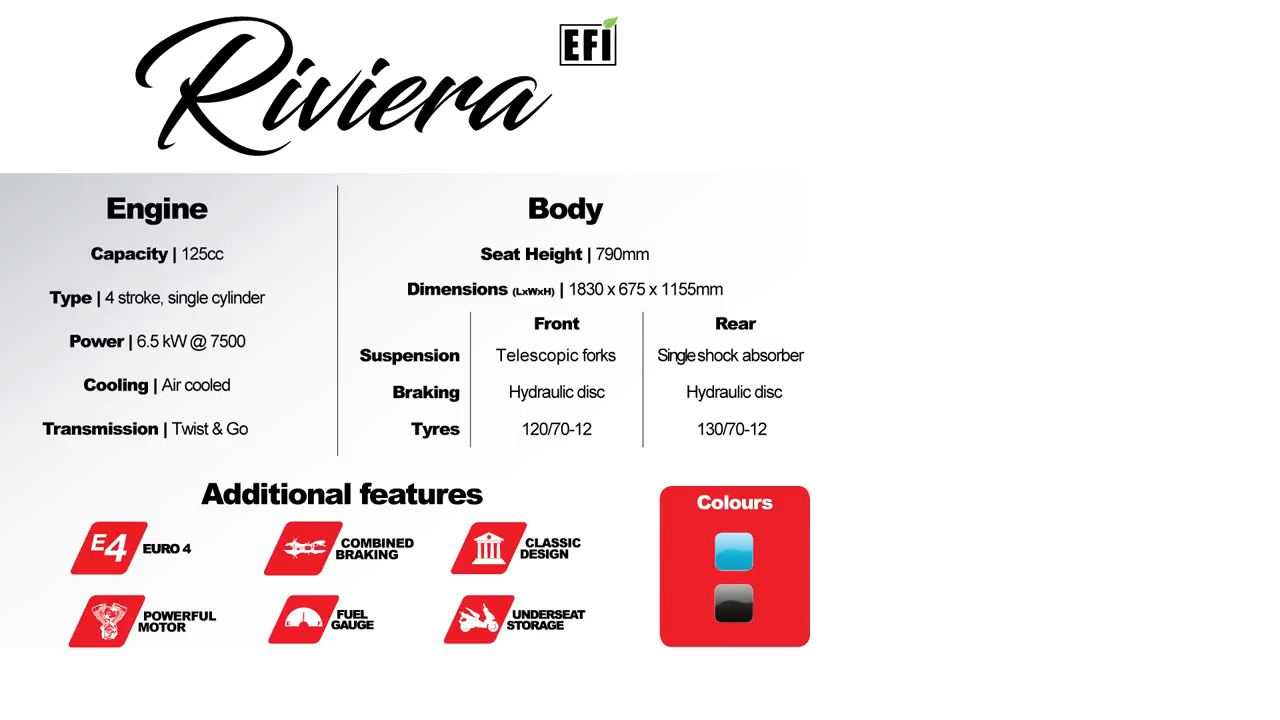 Riviera
EFI
Engine
Capacity | 125cc
Type | 4 stroke, single cylinder
Power | 6.5 kW @ 7500
Cooling | Air cooled
Transmission | Twist & Go
Body
Seat Height | 790mm
Dimensions (LxWxH) | 1830 x 675 x 1155mm
Front Rear
Suspension Telescopic forks Single shock absorber
Braking Hydraulic disc Hydraulic disc
Tyres 120/70-12 130/70-12
Additional features
E4 EURO 4
COMBINED
BRAKING
CLASSIC
DESIGN
POWERFUL
MOTOR
FUEL
GAUGE
UNDERSEAT
STORAGE
Colours